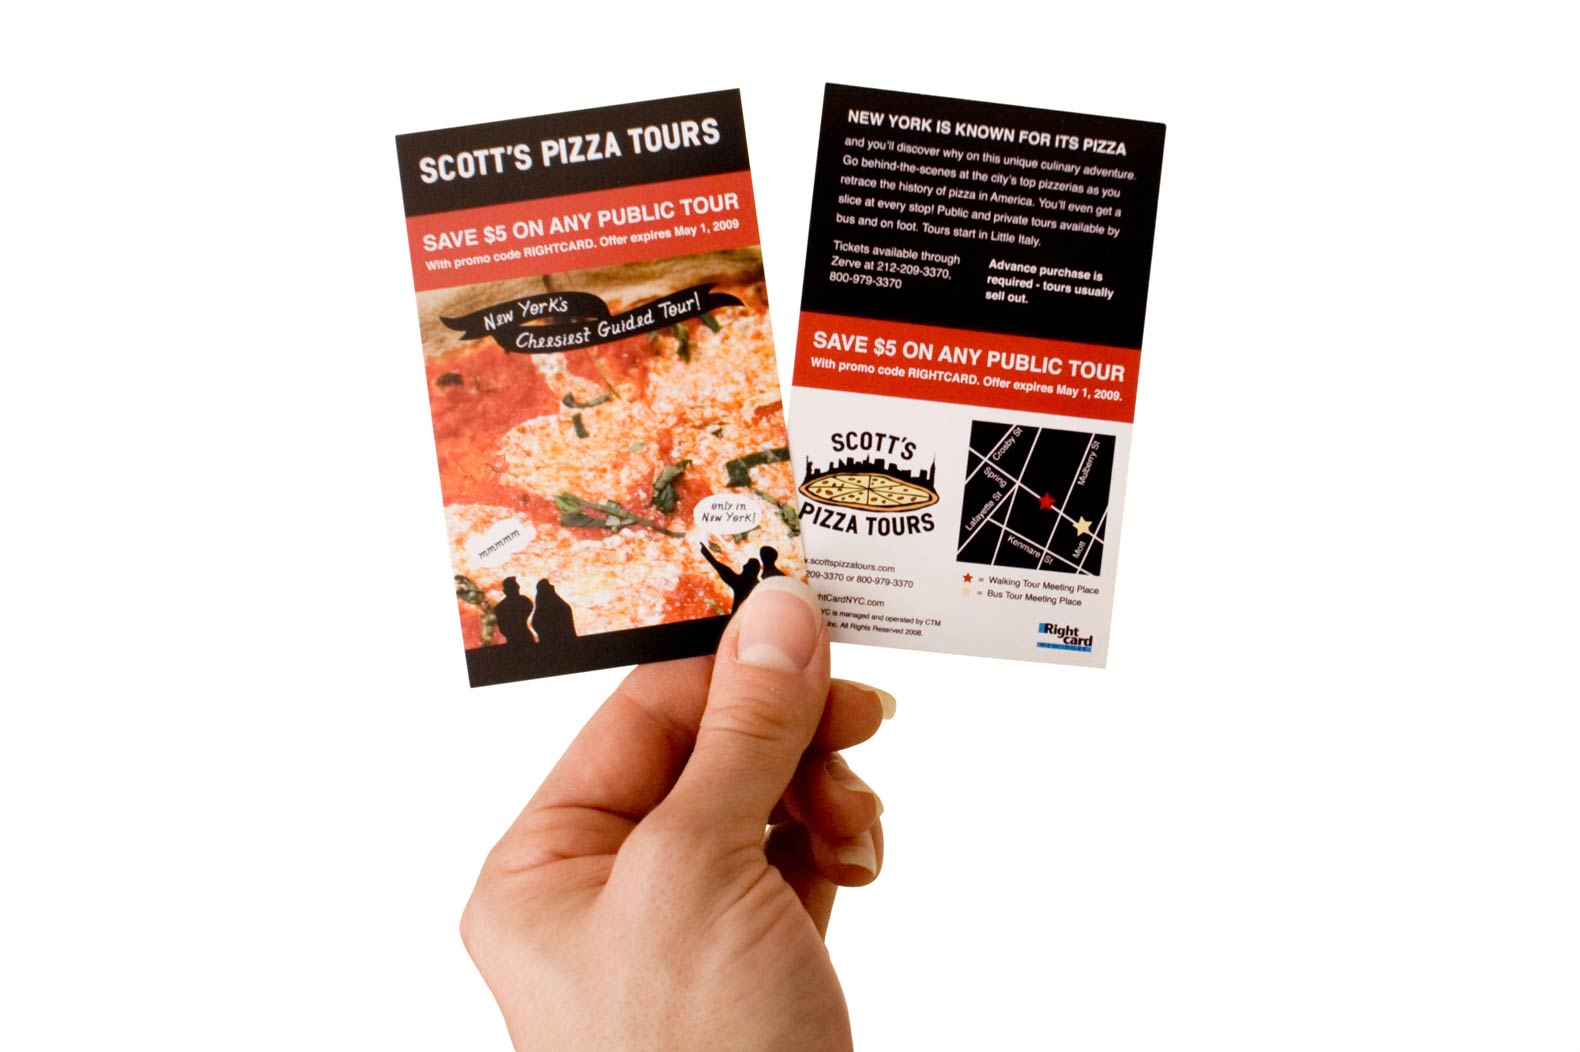 SCOTT'S PIZZA TOURS
SAVE $5 ON ANY PUBLIC TOUR
With promo code RIGHTCARD. Offer expires May 1, 2009
New York's
Cheesiest Guided Tour!
only in
New York!
mmmmm
NEW YORK IS KNOWN FOR ITS PIZZA
and you'll discover why on this unique culinary adventure.
Go behind-the-scenes at the city's top pizzerias as you
retrace the history of pizza in America. You'll even get a
slice at every stop! Public and private tours available by
bus and on foot. Tours start in Little Italy.
Tickets available through
Zerve at 212-209-3370,
800-979-3370
Advance purchase is
required - tours usually
sell out.
SAVE $5 ON ANY PUBLIC TOUR
With promo code RIGHTCARD. Offer expires May 1, 2009.
SCOTT'S
PIZZA TOURS
.scottspizzatours.com
209-3370 or 800-979-3370
htCardNYC.com
YC is managed and operated by CTM
Inc. All Rights Reserved 2008.
Crosby St
Spring
Mulberry St
Lafayette St
Kenmare St
Mott
= Walking Tour Meeting Place
= Bus Tour Meeting Place
Right
card
NEW YORK